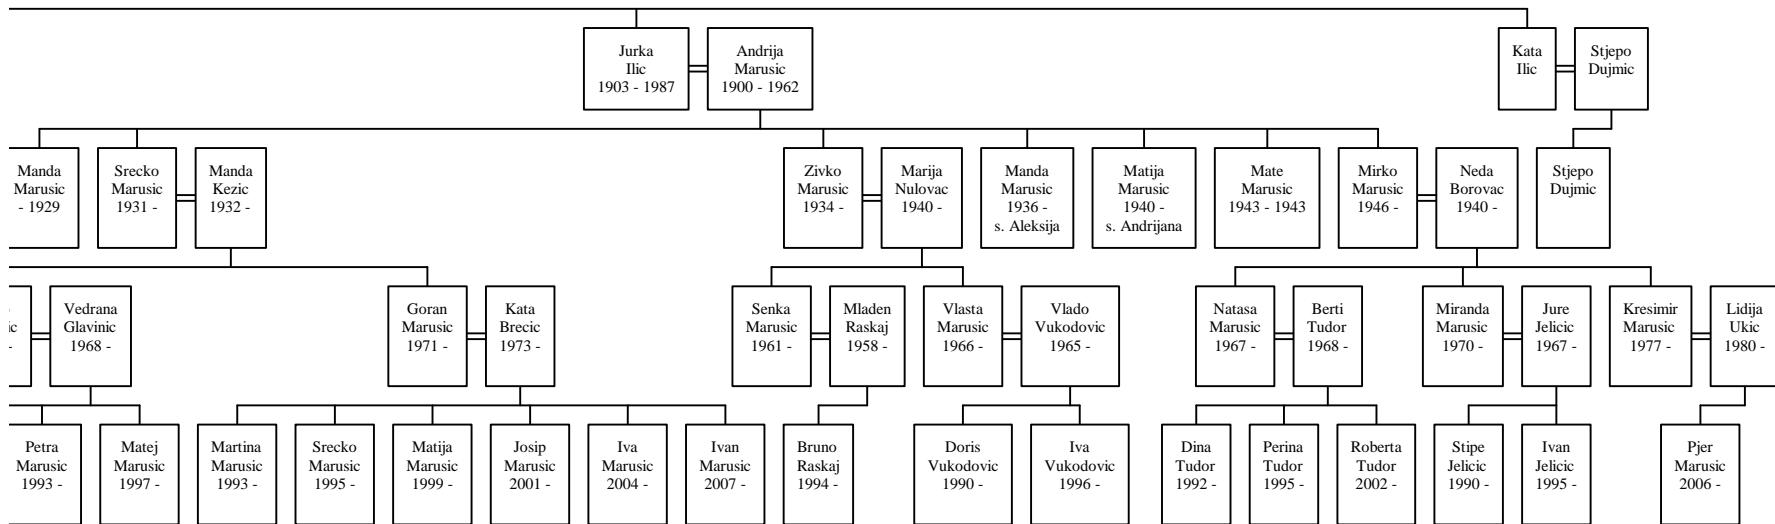 Jurka
Ilic
1903 - 1987
Andrija
Marusic
1900 - 1962
Kata
Ilic
Stjepo
Dujmic
Manda
Marusic
- 1929
Srecko
Marusic
1931 -
Manda
Kezic
1932 -
Zivko
Marusic
1934 -
Marija
Nulovac
1940 -
Manda
Marusic
1936 -
s. Aleksija
Matija
Marusic
1940 -
s. Andrijana
Mate
Marusic
1943 - 1943
Mirko
Marusic
1946 -
Neda
Borovac
1940 -
Stjepo
Dujmic
Vedrana
Glavinic
1968 -
Goran
Marusic
1971 -
Kata
Brecic
1973 -
Senka
Marusic
1961 -
Mladen
Raskaj
1958 -
Vlasta
Marusic
1966 -
Vlado
Vukodovic
1965 -
Natasa
Marusic
1967 -
Berti
Tudor
1968 -
Miranda
Marusic
1970 -
Jure
Jelicic
1967 -
Kresimir
Marusic
1977 -
Lidija
Ukic
1980 -
Petra
Marusic
1993 -
Matej
Marusic
1997 -
Martina
Marusic
1993 -
Srecko
Marusic
1995 -
Matija
Marusic
1999 -
Josip
Marusic
2001 -
Iva
Marusic
2004 -
Ivan
Marusic
2007 -
Bruno
Raskaj
1994 -
Doris
Vukodovic
1990 -
Iva
Vukodovic
1996 -
Dina
Tudor
1992 -
Perina
Tudor
1995 -
Roberta
Tudor
2002 -
Stipe
Jelicic
1990 -
Ivan
Jelicic
1995 -
Pjer
Marusic
2006 -